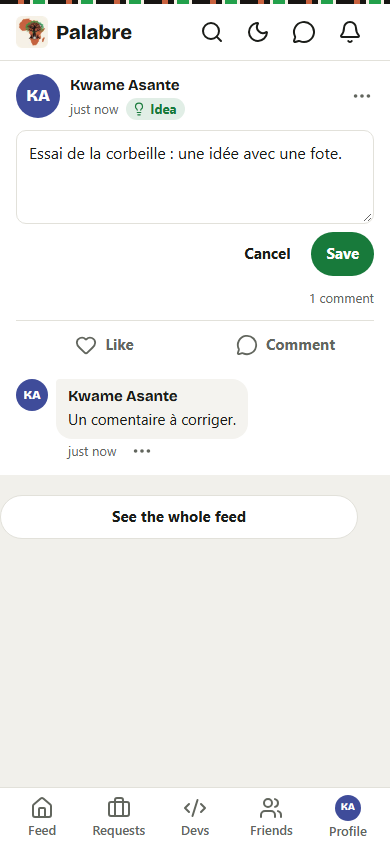 Palabre
KA
Kwame Asante
just now
Idea
Essai de la corbeille : une idée avec une fote.
Cancel
Save
1 comment
Like
Comment
KA
Kwame Asante
Un comentaire à corriger.
just now
See the whole feed
KA
Feed
Requests
Devs
Friends
Profile